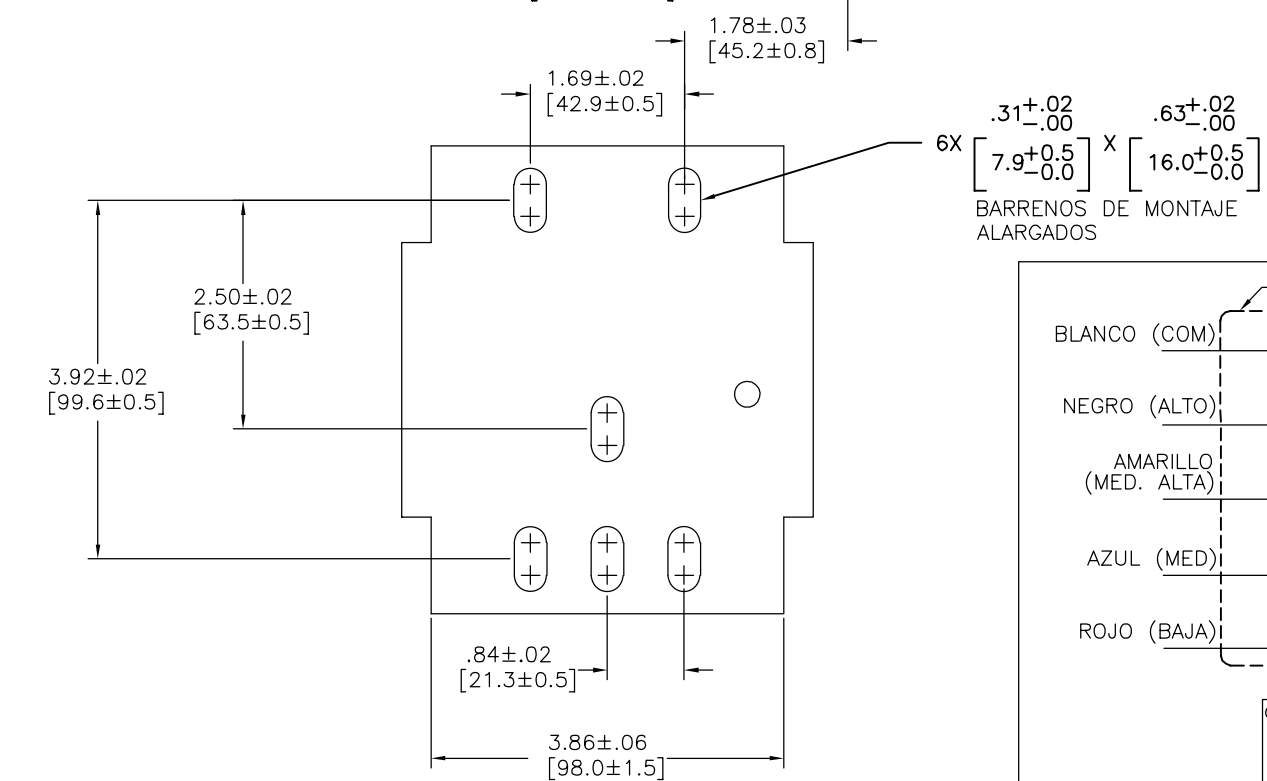 1.78±.03
[45.2±0.8]
1.69±.02
[42.9±0.5]
.31+.02 -.00
.63+.02 -.00
6X [7.9+0.5 -0.0] X [16.0+0.5 -0.0]
BARRENOS DE MONTAJE
ALARGADOS
2.50±.02
[63.5±0.5]
3.92±.02
[99.6±0.5]
BLANCO (COM)
NEGRO (ALTO)
AMARILLO
(MED. ALTA)
AZUL (MED)
ROJO (BAJA)
.84±.02
[21.3±0.5]
3.86±.06
[98.0±1.5]